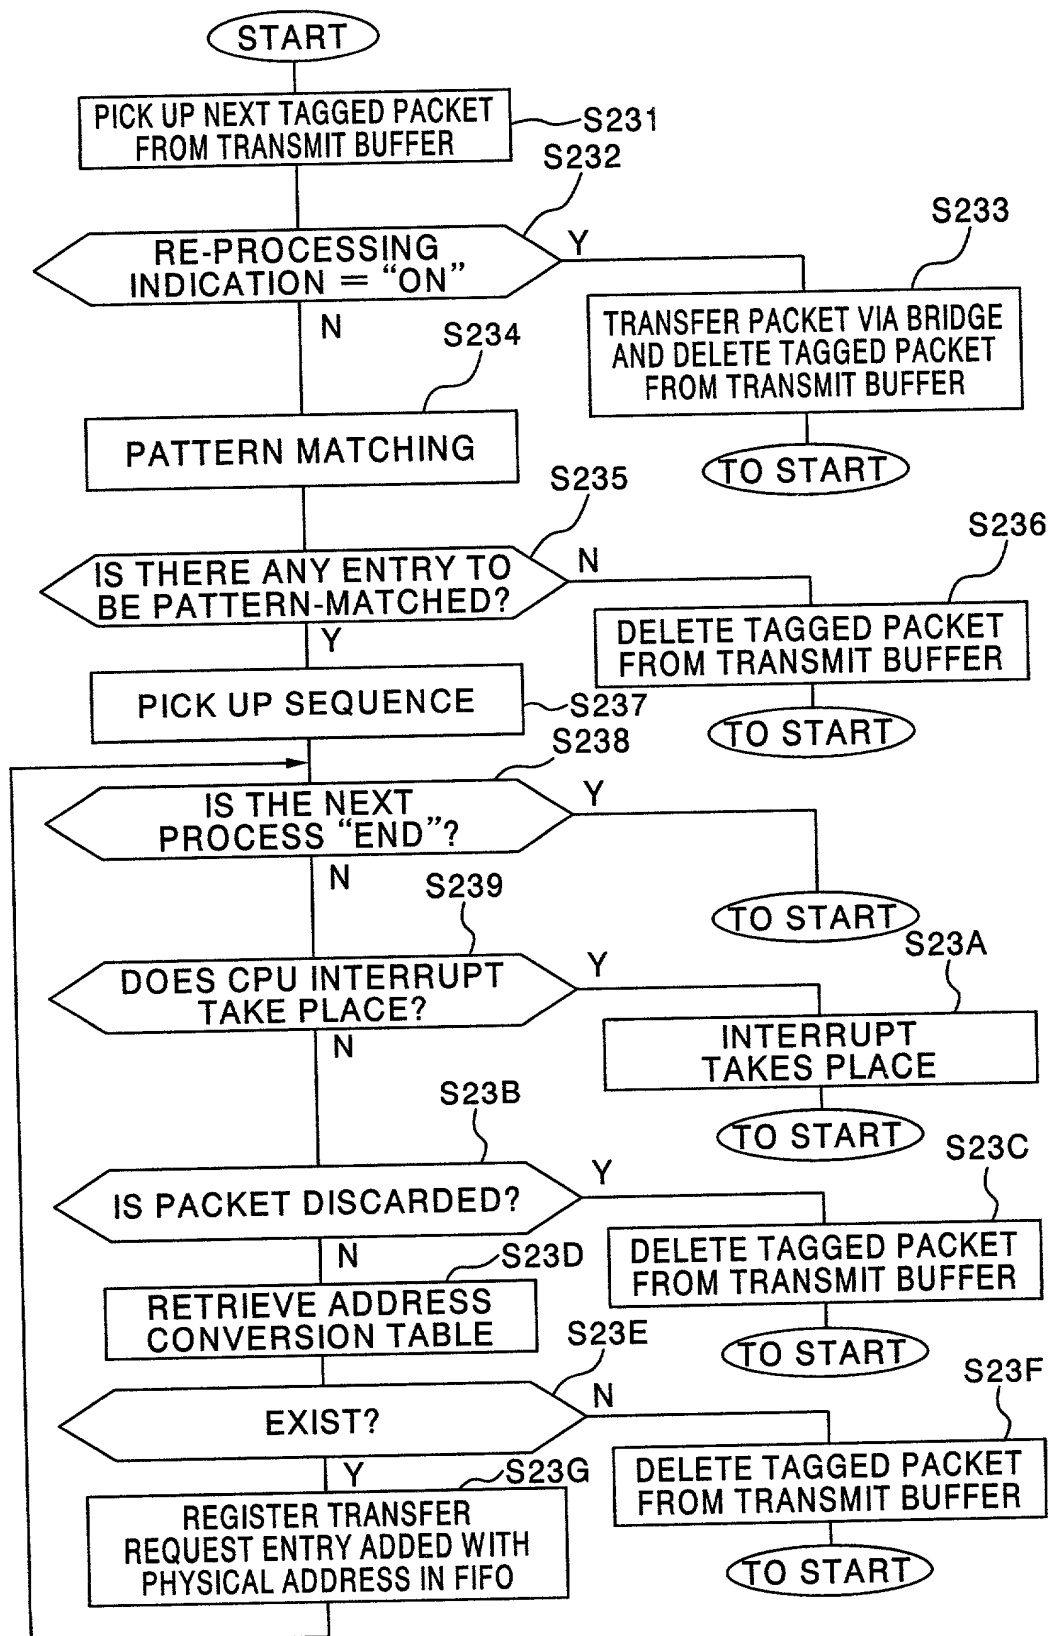 START
PICK UP NEXT TAGGED PACKET
FROM TRANSMIT BUFFER
S231
S232
RE-PROCESSING
INDICATION = “ON”
Y
N
S233
TRANSFER PACKET VIA BRIDGE
AND DELETE TAGGED PACKET
FROM TRANSMIT BUFFER
TO START
S234
PATTERN MATCHING
S235
IS THERE ANY ENTRY TO
BE PATTERN-MATCHED?
N
Y
S236
DELETE TAGGED PACKET
FROM TRANSMIT BUFFER
TO START
PICK UP SEQUENCE
S237
S238
IS THE NEXT
PROCESS “END”?
Y
N
TO START
S239
DOES CPU INTERRUPT
TAKE PLACE?
Y
N
S23A
INTERRUPT
TAKES PLACE
TO START
S23B
IS PACKET DISCARDED?
Y
N
S23C
DELETE TAGGED PACKET
FROM TRANSMIT BUFFER
TO START
S23D
RETRIEVE ADDRESS
CONVERSION TABLE
S23E
EXIST?
N
Y
S23F
DELETE TAGGED PACKET
FROM TRANSMIT BUFFER
TO START
S23G
REGISTER TRANSFER
REQUEST ENTRY ADDED WITH
PHYSICAL ADDRESS IN FIFO